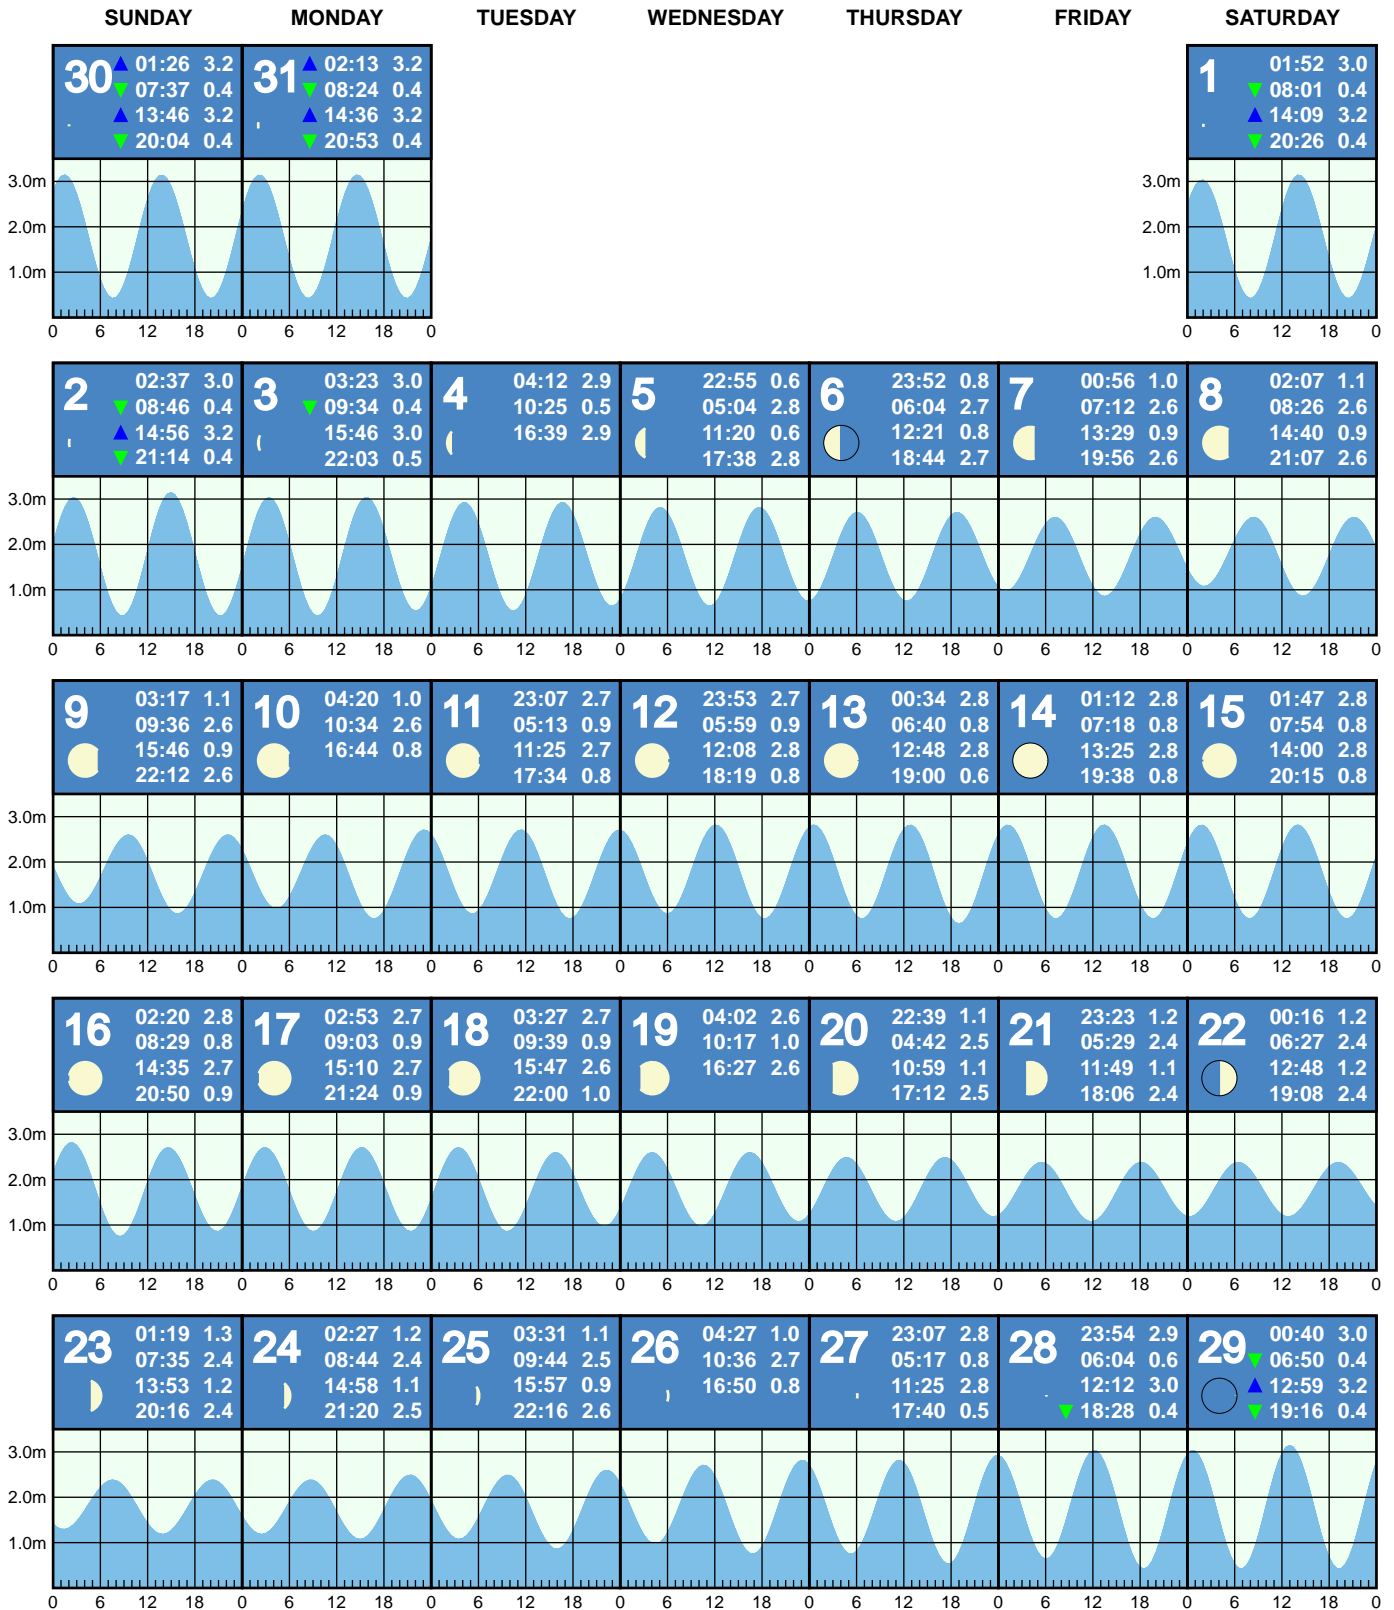 SUNDAY MONDAY TUESDAY WEDNESDAY THURSDAY FRIDAY SATURDAY
30 01:26 3.2
07:37 0.4
13:46 3.2
20:04 0.4
31 02:13 3.2
08:24 0.4
14:36 3.2
20:53 0.4
1 01:52 3.0
08:01 0.4
14:09 3.2
20:26 0.4
3.0m
2.0m
1.0m
3.0m
2.0m
1.0m
0 6 12 18 0 6 12 18 0
0 6 12 18 0
2 02:37 3.0
08:46 0.4
14:56 3.2
21:14 0.4
3 03:23 3.0
09:34 0.4
15:46 3.0
22:03 0.5
4 04:12 2.9
10:25 0.5
16:39 2.9
5 22:55 0.6
05:04 2.8
11:20 0.6
17:38 2.8
6 23:52 0.8
06:04 2.7
12:21 0.8
18:44 2.7
7 00:56 1.0
07:12 2.6
13:29 0.9
19:56 2.6
8 02:07 1.1
08:26 2.6
14:40 0.9
21:07 2.6
3.0m
2.0m
1.0m
0 6 12 18 0 6 12 18 0 6 12 18 0 6 12 18 0 6 12 18 0 6 12 18 0 6 12 18 0
9 03:17 1.1
09:36 2.6
15:46 0.9
22:12 2.6
10 04:20 1.0
10:34 2.6
16:44 0.8
11 23:07 2.7
05:13 0.9
11:25 2.7
17:34 0.8
12 23:53 2.7
05:59 0.9
12:08 2.8
18:19 0.8
13 00:34 2.8
06:40 0.8
12:48 2.8
19:00 0.6
14 01:12 2.8
07:18 0.8
13:25 2.8
19:38 0.8
15 01:47 2.8
07:54 0.8
14:00 2.8
20:15 0.8
3.0m
2.0m
1.0m
0 6 12 18 0 6 12 18 0 6 12 18 0 6 12 18 0 6 12 18 0 6 12 18 0 6 12 18 0
16 02:20 2.8
08:29 0.8
14:35 2.7
20:50 0.9
17 02:53 2.7
09:03 0.9
15:10 2.7
21:24 0.9
18 03:27 2.7
09:39 0.9
15:47 2.6
22:00 1.0
19 04:02 2.6
10:17 1.0
16:27 2.6
20 22:39 1.1
04:42 2.5
10:59 1.1
17:12 2.5
21 23:23 1.2
05:29 2.4
11:49 1.1
18:06 2.4
22 00:16 1.2
06:27 2.4
12:48 1.2
19:08 2.4
3.0m
2.0m
1.0m
0 6 12 18 0 6 12 18 0 6 12 18 0 6 12 18 0 6 12 18 0 6 12 18 0 6 12 18 0
23 01:19 1.3
07:35 2.4
13:53 1.2
20:16 2.4
24 02:27 1.2
08:44 2.4
14:58 1.1
21:20 2.5
25 03:31 1.1
09:44 2.5
15:57 0.9
22:16 2.6
26 04:27 1.0
10:36 2.7
16:50 0.8
27 23:07 2.8
05:17 0.8
11:25 2.8
17:40 0.5
28 23:54 2.9
06:04 0.6
12:12 3.0
18:28 0.4
29 00:40 3.0
06:50 0.4
12:59 3.2
19:16 0.4
3.0m
2.0m
1.0m
0 6 12 18 0 6 12 18 0 6 12 18 0 6 12 18 0 6 12 18 0 6 12 18 0 6 12 18 0